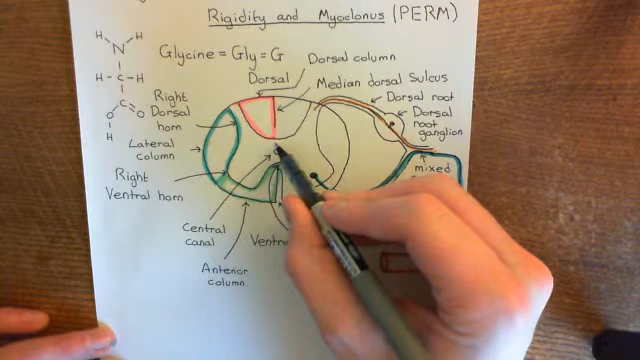 Rigidity and Myoclonus (PERM)
Glycine = Gly = G
Dorsal column
Dorsal
Median dorsal Sulcus
Right
Dorsal
horn
Dorsal root
Dorsal
root
ganglion
Lateral
column
mixed
Right
Ventral horn
Central
canal
Ventr
Anterior
column
H
H
N
H-C-H
C
O
O
H